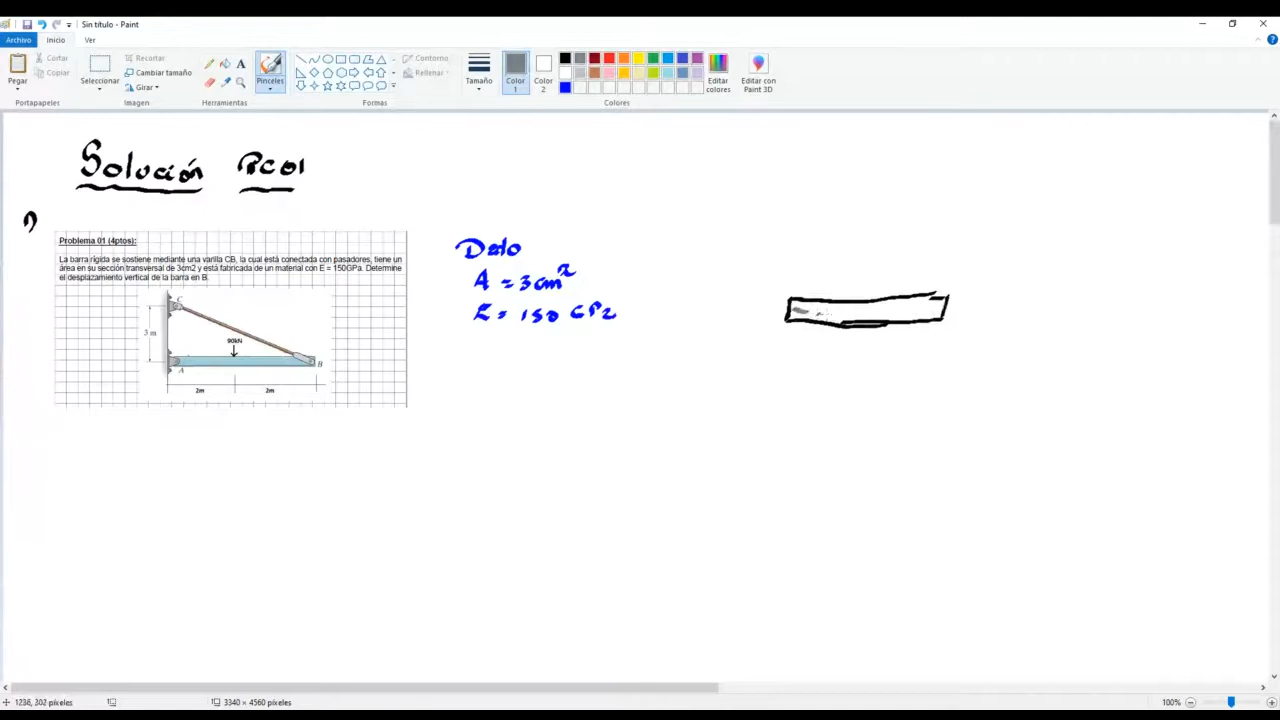 Sin título - Paint
Archivo Inicio Ver
Pegar
Cortar
Copiar
Portapapeles
Seleccionar
Recortar
Cambiar tamaño
Girar
Imagen
A
Herramientas
Pinceles
Contorno
Rellenar
Formas
Tamaño
Color 1
Color 2
Editar colores
Editar con Paint 3D
Colores
Solución PC01
1)
Problema 01 (4ptos):
La barra rígida se sostiene mediante una varilla CB, la cual está conectada con pasadores, tiene un
área en su sección transversal de 3cm2 y está fabricada de un material con E = 150GPa. Determine
el desplazamiento vertical de la barra en B.
C
3 m
90kN
A
B
2m 2m
Dato
A = 3cm²
E = 150 GPa
1236, 302 píxeles
3340 × 4560 píxeles
100%